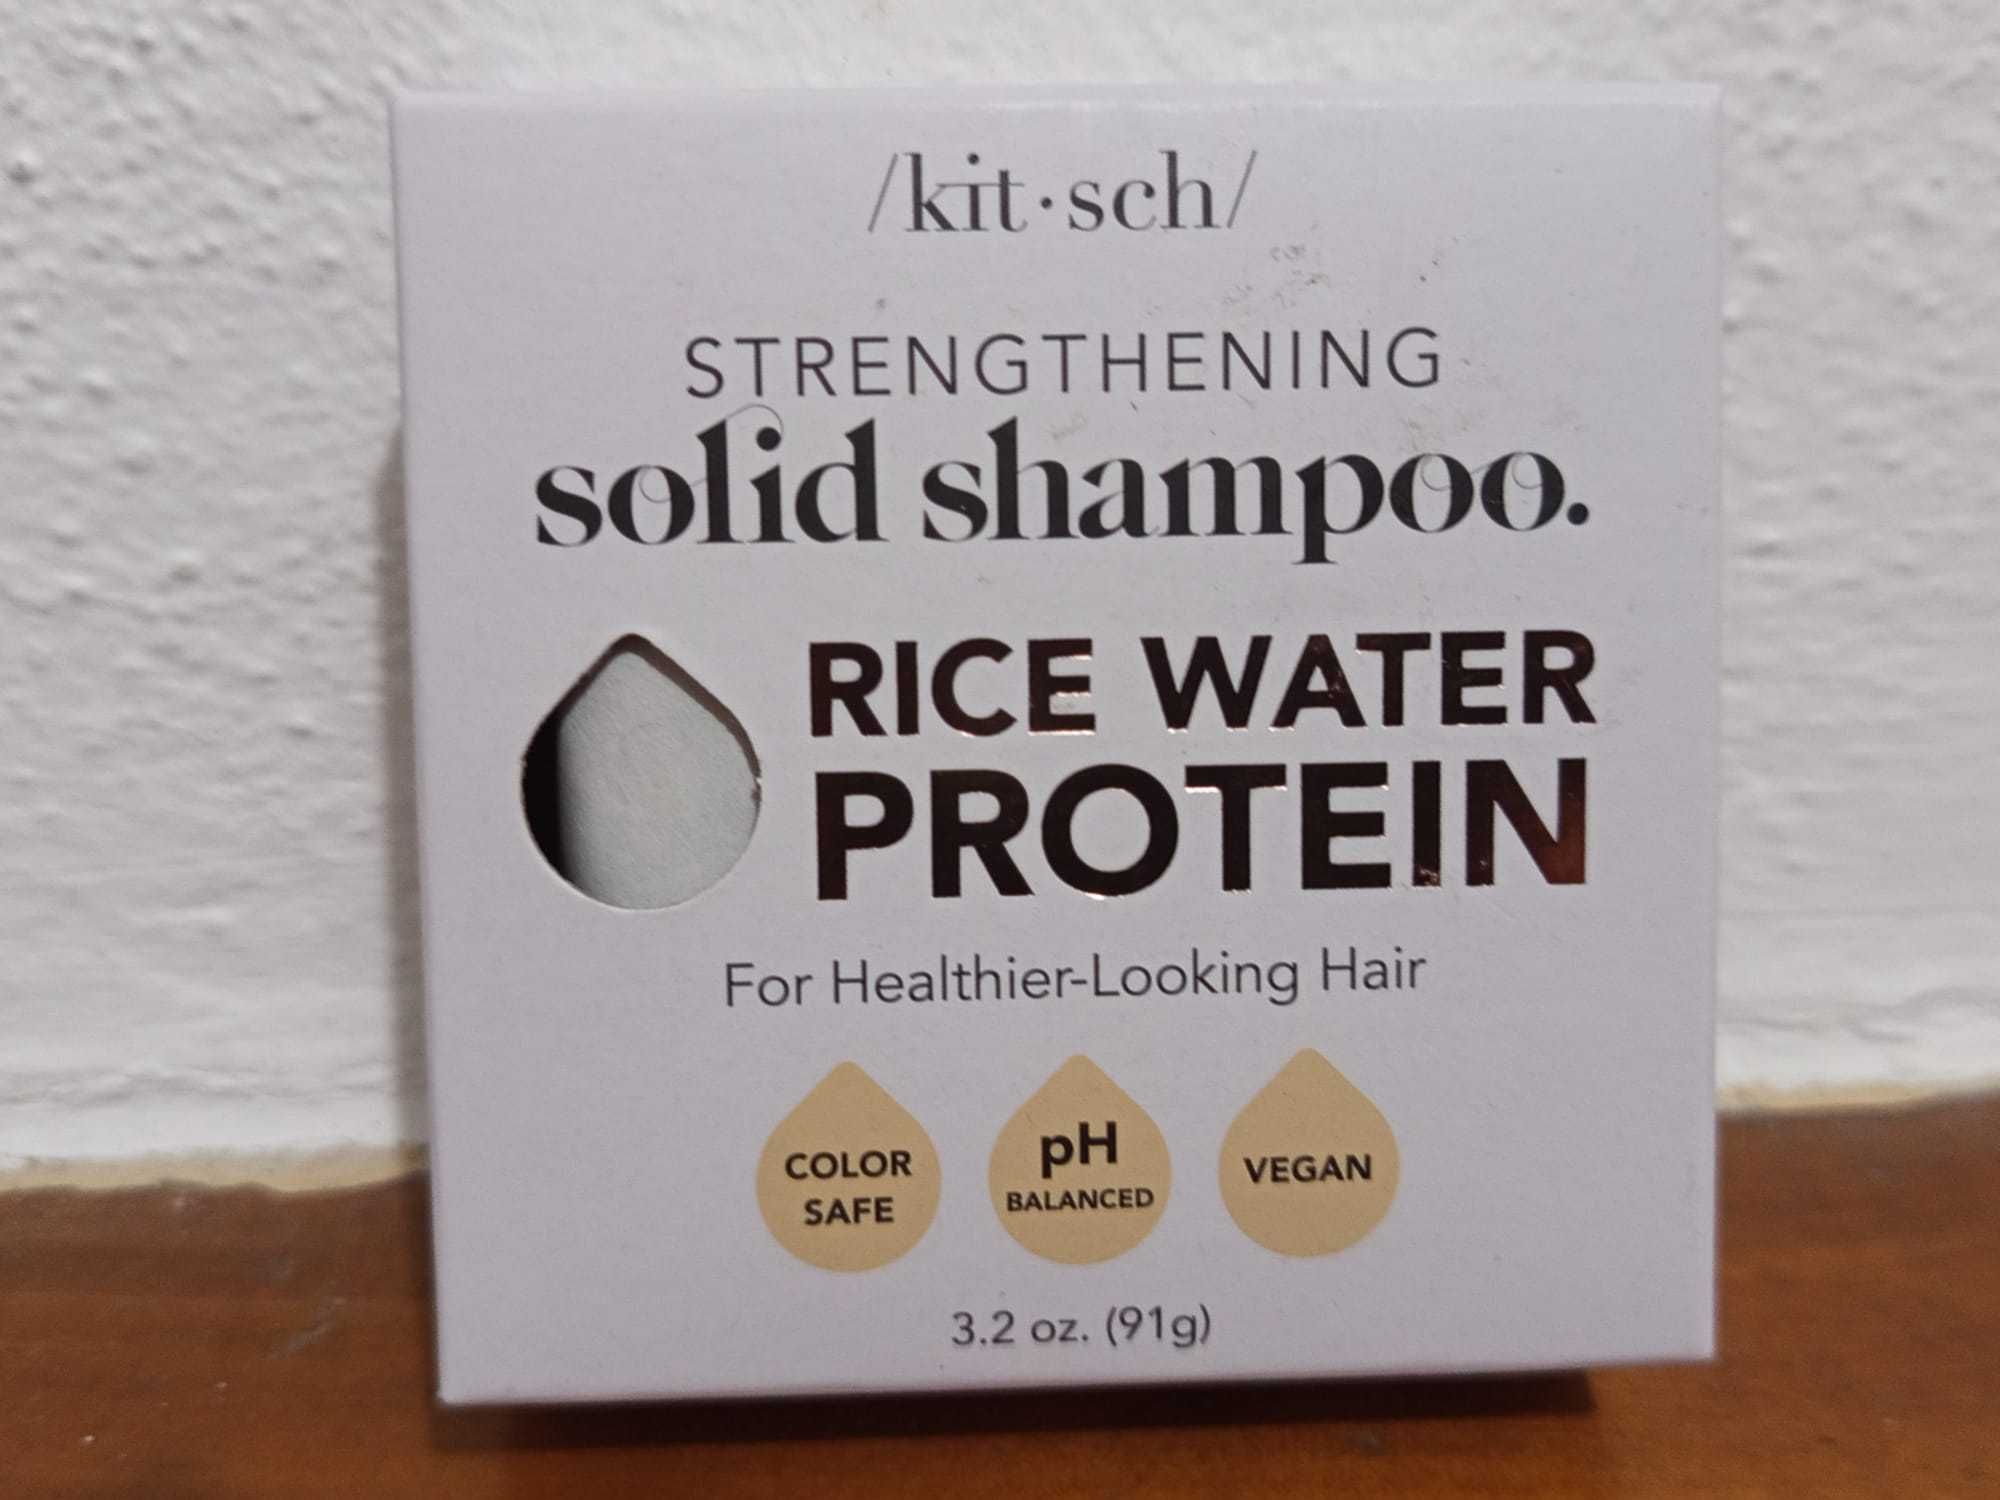 /kit·sch/
STRENGTHENING
solid shampoo.
RICE WATER
PROTEIN
For Healthier-Looking Hair
COLOR
SAFE
pH
BALANCED
VEGAN
3.2 oz. (91g)